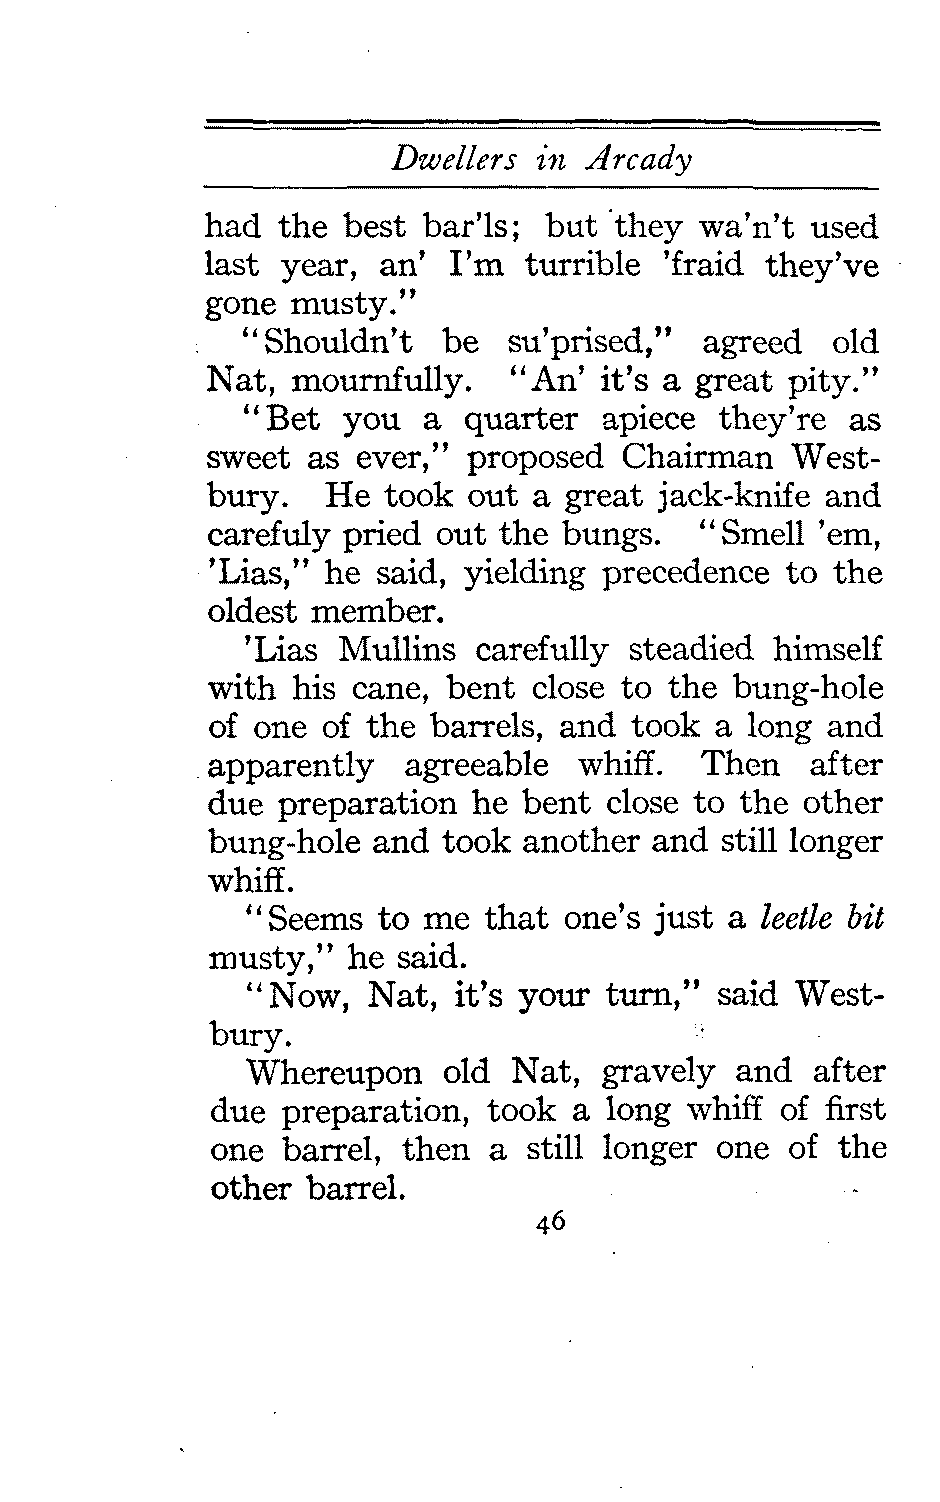 Dwellers in Arcady
had the best bar'ls; but they wa'n't used
last year, an' I'm turrible 'fraid they've
gone musty."
"Shouldn't be su'prised," agreed old
Nat, mournfully. "An' it's a great pity."
"Bet you a quarter apiece they're as
sweet as ever," proposed Chairman West-
bury. He took out a great jack-knife and
carefuly pried out the bungs. "Smell 'em,
'Lias," he said, yielding precedence to the
oldest member.
'Lias Mullins carefully steadied himself
with his cane, bent close to the bung-hole
of one of the barrels, and took a long and
apparently agreeable whiff. Then after
due preparation he bent close to the other
bung-hole and took another and still longer
whiff.
"Seems to me that one's just a leetle bit
musty," he said.
"Now, Nat, it's your turn," said West-
bury.
Whereupon old Nat, gravely and after
due preparation, took a long whiff of first
one barrel, then a still longer one of the
other barrel.
46